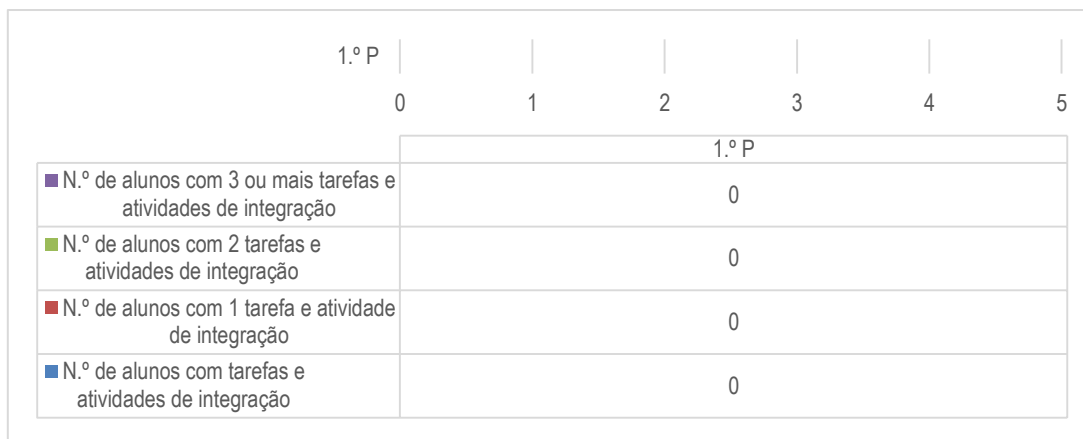 1.º P
0 1 2 3 4 5
1.º P
N.º de alunos com 3 ou mais tarefas e
atividades de integração
0
N.º de alunos com 2 tarefas e
atividades de integração
0
N.º de alunos com 1 tarefa e atividade
de integração
0
N.º de alunos com tarefas e
atividades de integração
0